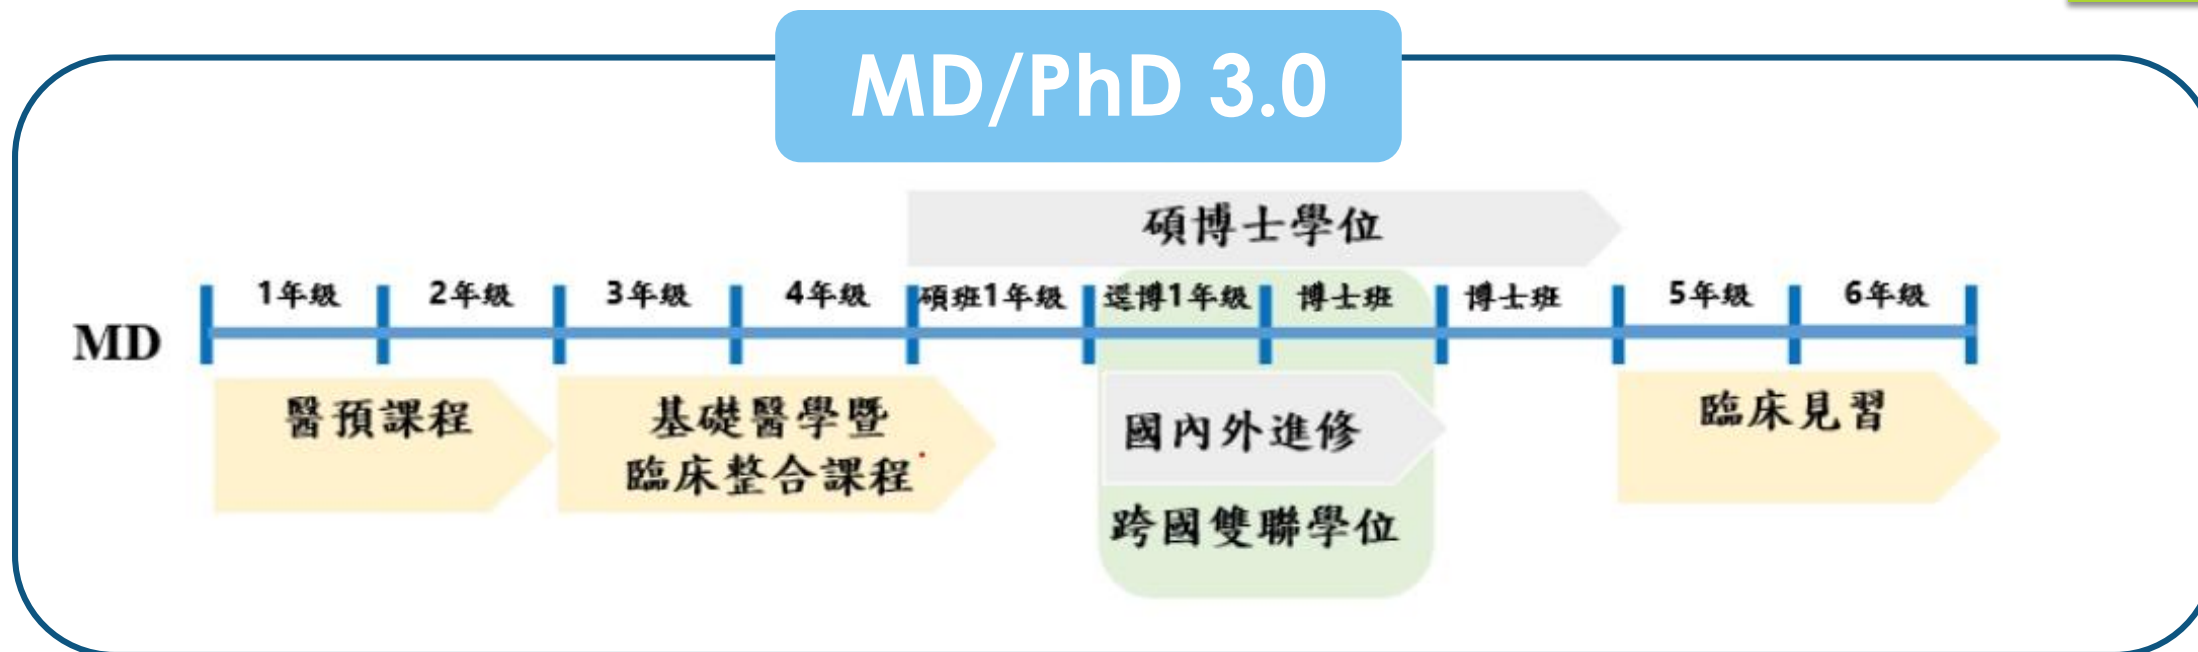 MD/PhD 3.0
碩博士學位
1年級 2年級 3年級 4年級 碩班1年級 逕博1年級 博士班 博士班 5年級 6年級
MD
醫預課程
基礎醫學暨
臨床整合課程
國內外進修
跨國雙聯學位
臨床見習